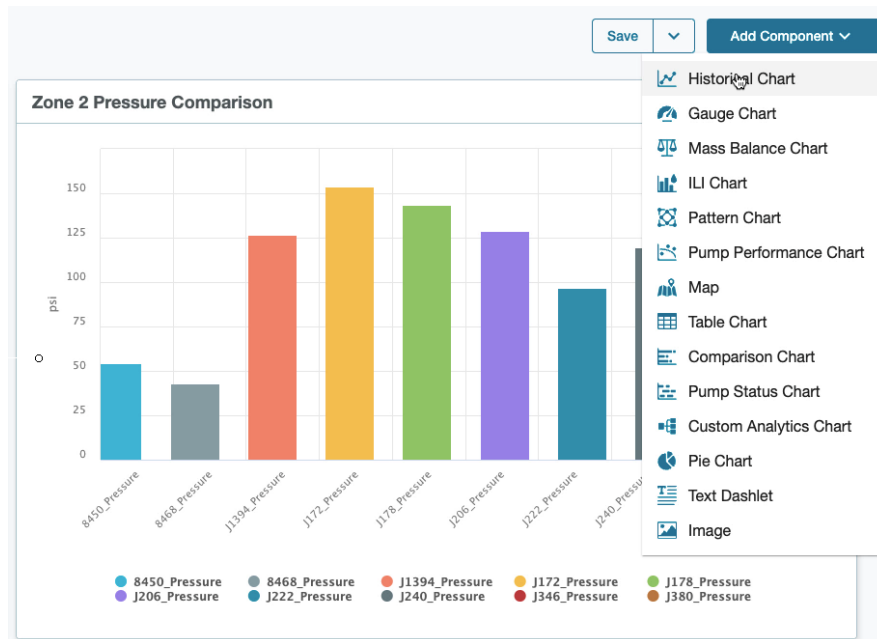 Save
Add Component
Zone 2 Pressure Comparison
Historical Chart
Gauge Chart
Mass Balance Chart
ILI Chart
Pattern Chart
Pump Performance Chart
Map
Table Chart
Comparison Chart
Pump Status Chart
Custom Analytics Chart
Pie Chart
Text Dashlet
Image
psi
150
125
100
75
50
25
0
8450_Pressure
8468_Pressure
J1394_Pressure
J172_Pressure
J178_Pressure
J206_Pressure
J222_Pressure
8450_Pressure 8468_Pressure J1394_Pressure J172_Pressure J178_Pressure
J206_Pressure J222_Pressure J240_Pressure J346_Pressure J380_Pressure